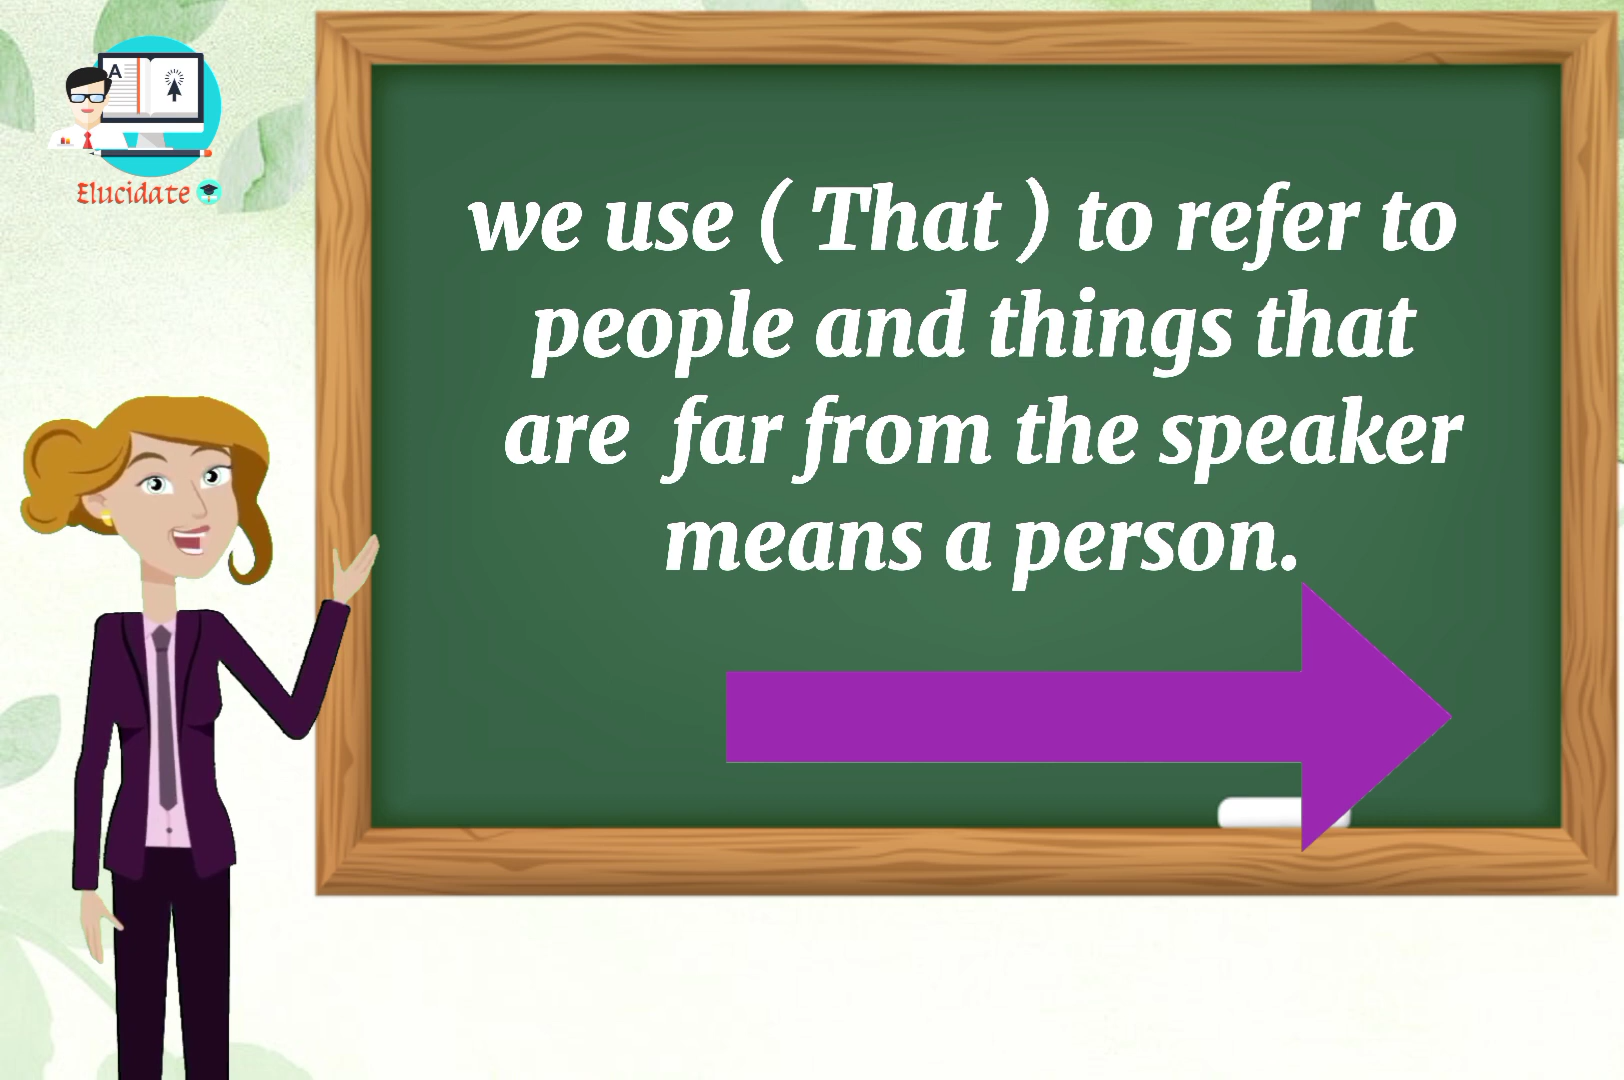 A
Elucidate
we use ( That ) to refer to
people and things that
are far from the speaker
means a person.